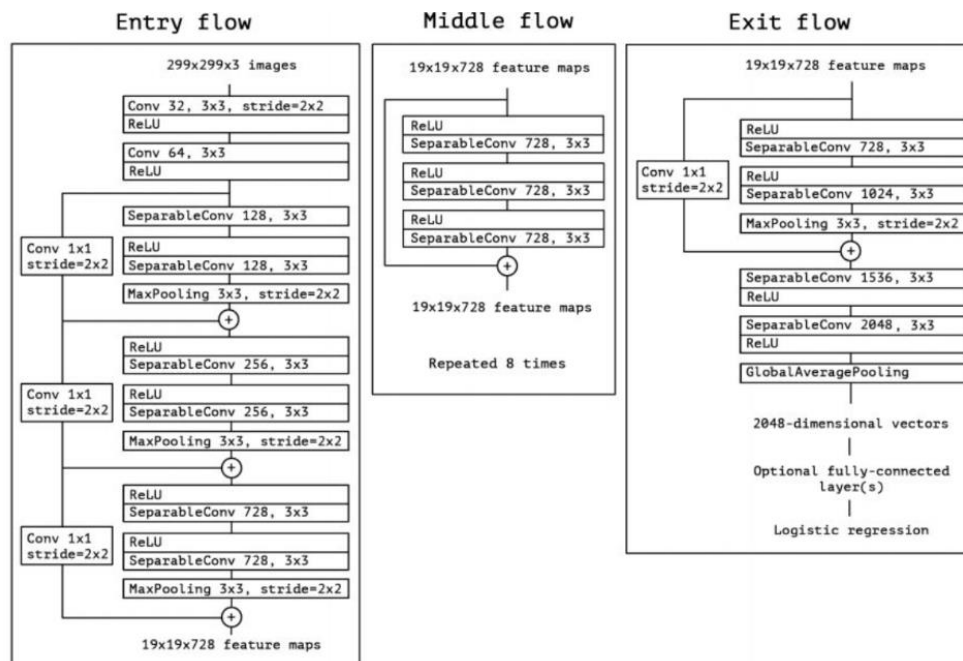 Entry flow
299x299x3 images
Conv 32, 3x3, stride=2x2
ReLU
Conv 64, 3x3
ReLU
SeparableConv 128, 3x3
Conv 1x1
stride=2x2
ReLU
SeparableConv 128, 3x3
MaxPooling 3x3, stride=2x2
+
ReLU
SeparableConv 256, 3x3
Conv 1x1
stride=2x2
ReLU
SeparableConv 256, 3x3
MaxPooling 3x3, stride=2x2
+
ReLU
SeparableConv 728, 3x3
Conv 1x1
stride=2x2
ReLU
SeparableConv 728, 3x3
MaxPooling 3x3, stride=2x2
+
19x19x728 feature maps
Middle flow
19x19x728 feature maps
ReLU
SeparableConv 728, 3x3
ReLU
SeparableConv 728, 3x3
ReLU
SeparableConv 728, 3x3
+
19x19x728 feature maps
Repeated 8 times
Exit flow
19x19x728 feature maps
ReLU
SeparableConv 728, 3x3
Conv 1x1
stride=2x2
ReLU
SeparableConv 1024, 3x3
MaxPooling 3x3, stride=2x2
+
SeparableConv 1536, 3x3
ReLU
SeparableConv 2048, 3x3
ReLU
GlobalAveragePooling
2048-dimensional vectors
Optional fully-connected
layer(s)
Logistic regression